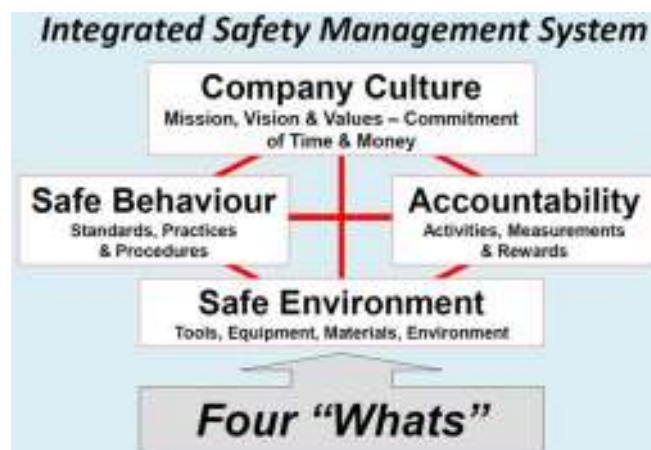 Integrated Safety Management System
Company Culture
Mission, Vision & Values – Commitment
of Time & Money
Safe Behaviour
Standards, Practices
& Procedures
Accountability
Activities, Measurements
& Rewards
Safe Environment
Tools, Equipment, Materials, Environment
Four “Whats”